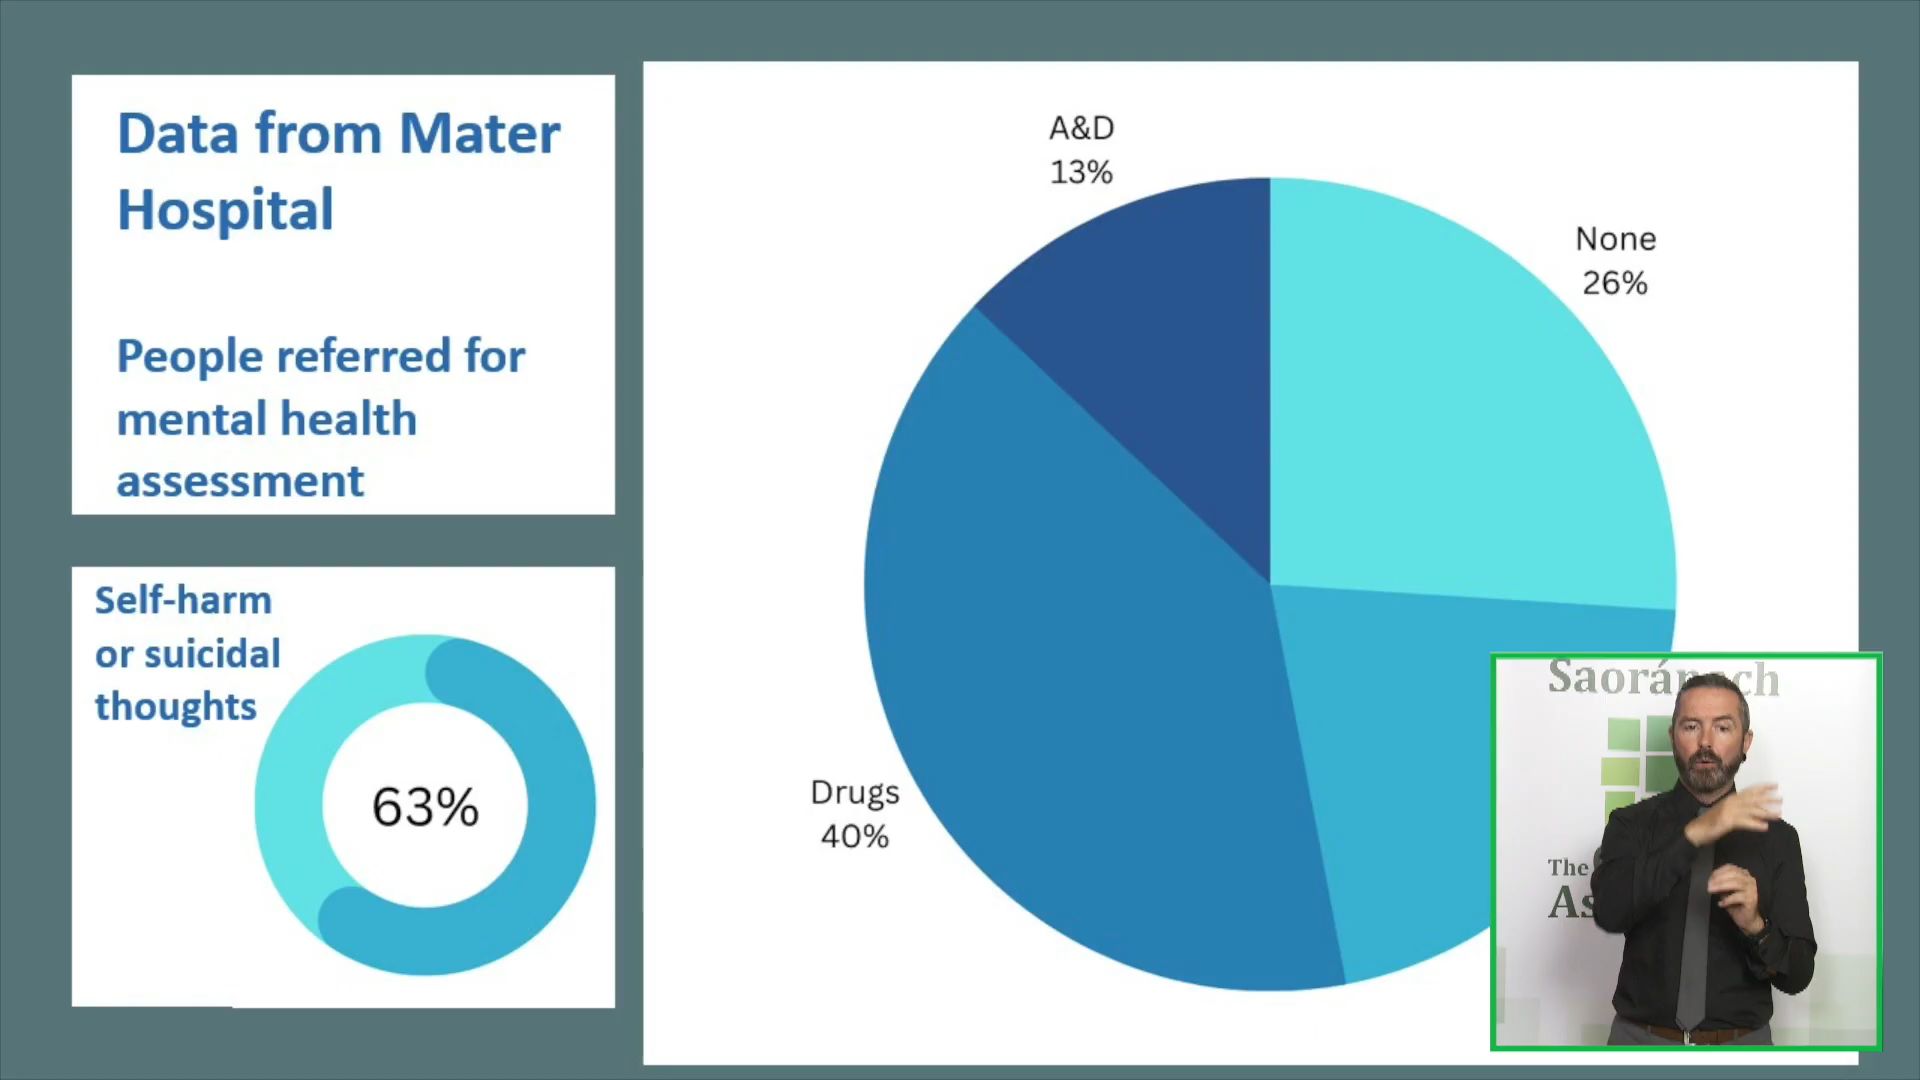 Data from Mater
Hospital
People referred for
mental health
assessment
Self-harm
or suicidal
thoughts
63%
A&D
13%
None
26%
Drugs
40%
The